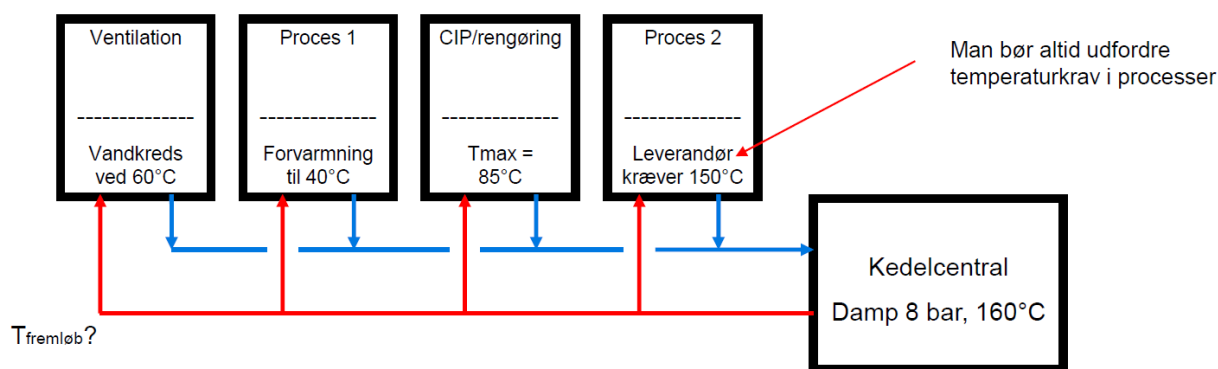 Ventilation
Vandkreds
ved 60°C
Proces 1
Forvarmning
til 40°C
CIP/rengøring
Tmax =
85°C
Proces 2
Leverandør
kræver 150°C
Man bør altid udfordre
temperaturkrav i processer
Kedelcentral
Damp 8 bar, 160°C
Tfremløb?